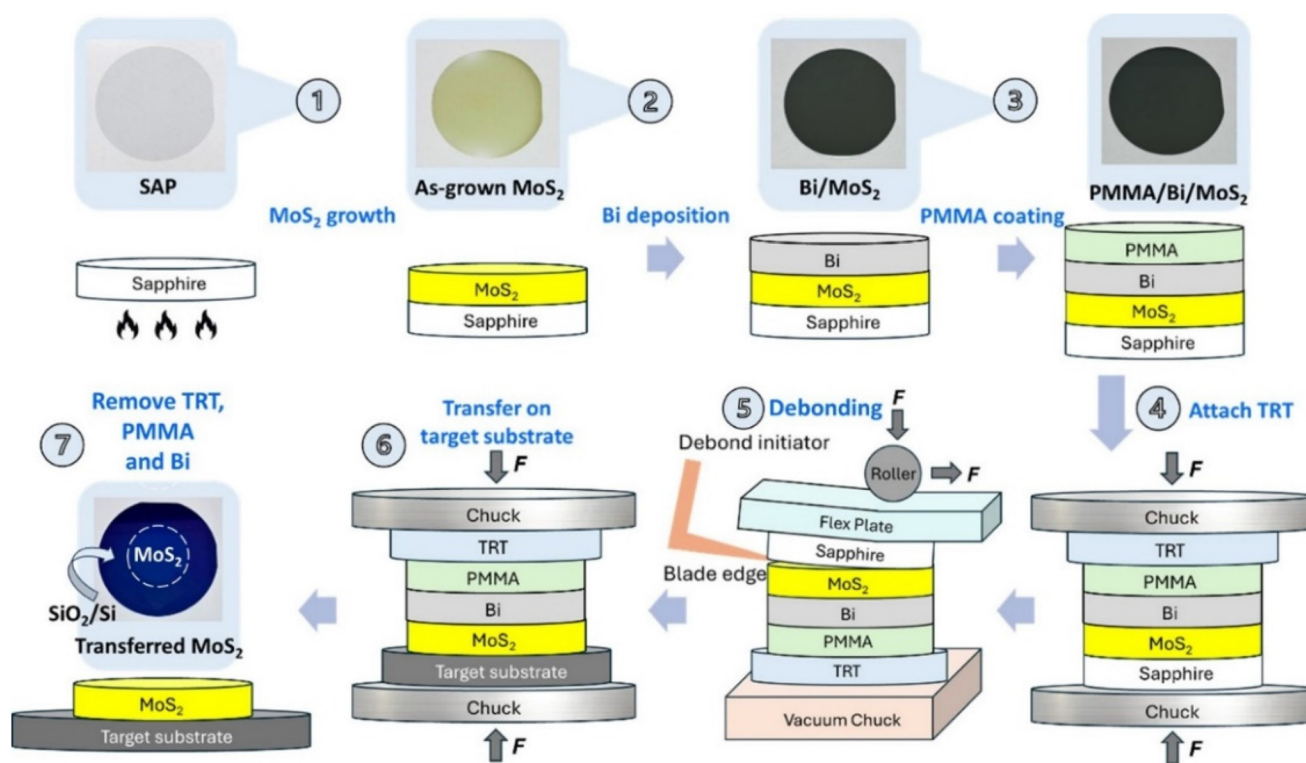 1
2
3
SAP
As-grown MoS₂
Bi/MoS₂
PMMA/Bi/MoS₂
MoS₂ growth
Bi deposition
PMMA coating
Sapphire
MoS₂
Sapphire
Bi
MoS₂
Sapphire
PMMA
Bi
MoS₂
Sapphire
4 Attach TRT
F
Chuck
TRT
PMMA
Bi
MoS₂
Sapphire
Chuck
F
5 Debonding
F
Debond initiator
Roller
F
Flex Plate
Sapphire
Blade edge
MoS₂
Bi
PMMA
TRT
Vacuum Chuck
6
Transfer on
target substrate
F
Chuck
TRT
PMMA
Bi
MoS₂
Target substrate
Chuck
F
7
Remove TRT,
PMMA
and Bi
MoS₂
SiO₂/Si
Transferred MoS₂
MoS₂
Target substrate